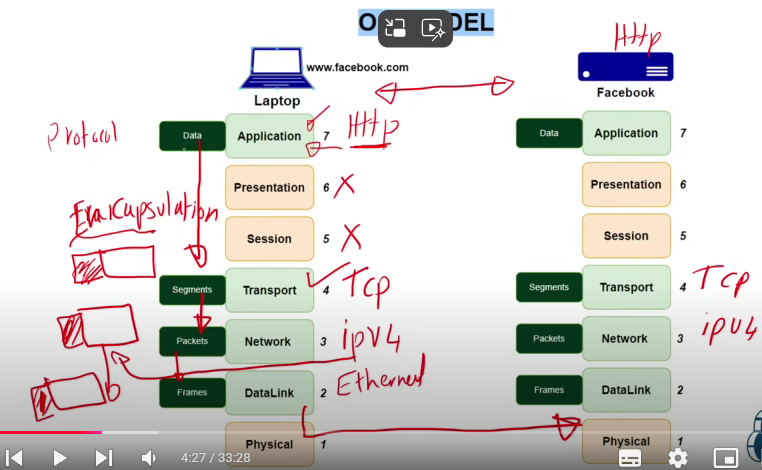 O DEL
HTTp
www.facebook.com
Laptop
Facebook
Protocol
Data
Application
7
HTTp
Data
Application
7
Presentation
6
X
Presentation
6
Enarcapsulation
Session
5
X
Session
5
Segments
Transport
4
Tcp
Segments
Transport
4
Tcp
Packets
Network
3
ipv4
Packets
Network
3
ipv4
Frames
DataLink
2
Ethernet
Frames
DataLink
2
Physical
1
Physical
1
4:27 / 33:28